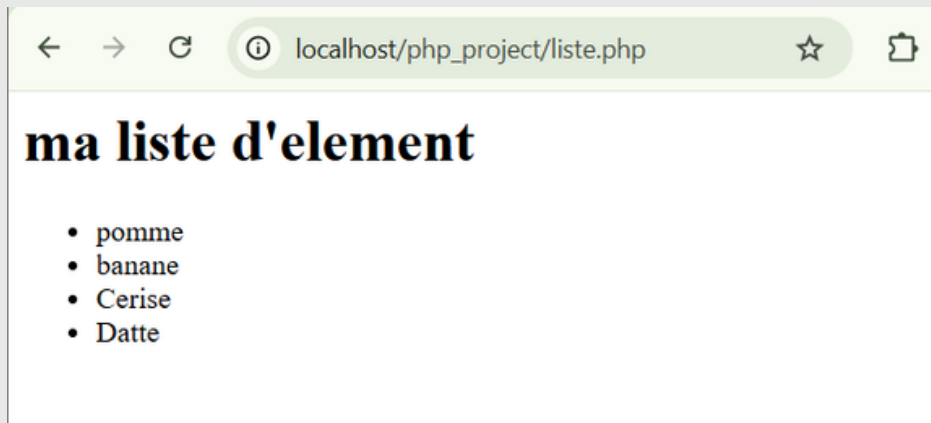 localhost/php_project/liste.php
ma liste d'element
pomme
banane
Cerise
Datte